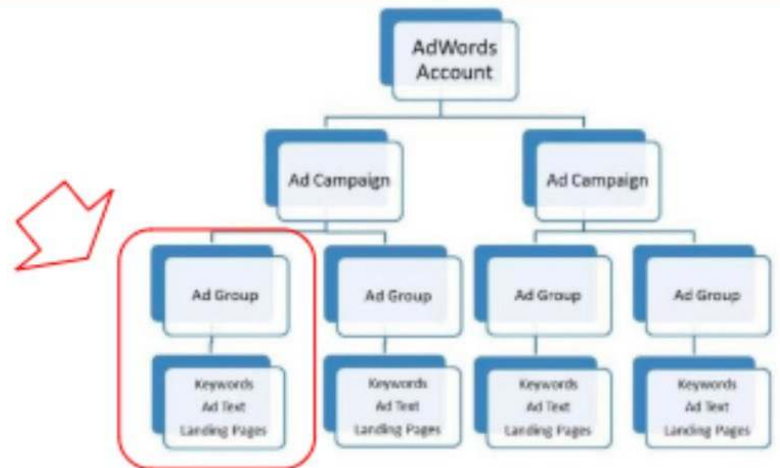 AdWords
Account
Ad Campaign
Ad Campaign
Ad Group
Ad Group
Ad Group
Ad Group
Keywords
Ad Text
Landing Pages
Keywords
Ad Text
Landing Pages
Keywords
Ad Text
Landing Pages
Keywords
Ad Text
Landing Pages